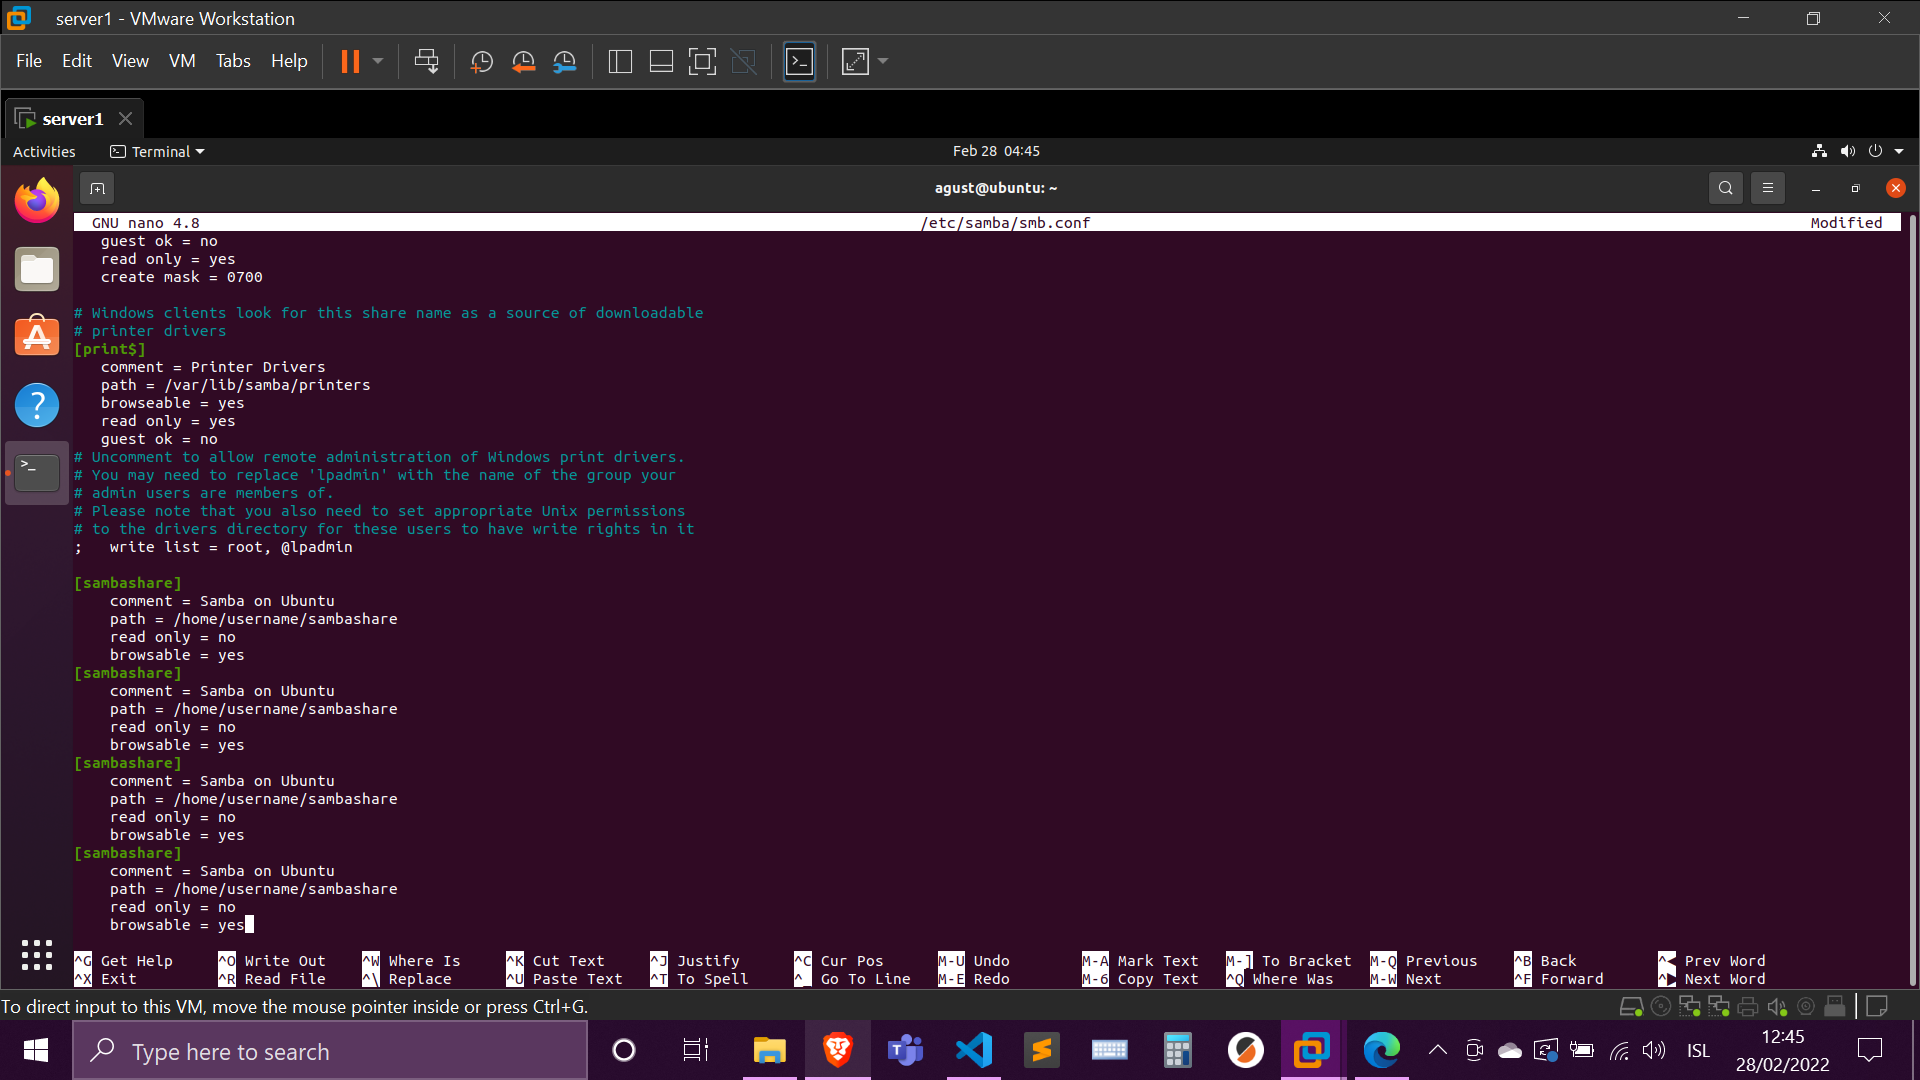 server1 - VMware Workstation
File Edit View VM Tabs Help
server1
Activities Terminal Feb 28 04:45
agust@ubuntu: ~
GNU nano 4.8 /etc/samba/smb.conf Modified
guest ok = no
read only = yes
create mask = 0700
# Windows clients look for this share name as a source of downloadable
# printer drivers
[print$]
comment = Printer Drivers
path = /var/lib/samba/printers
browseable = yes
read only = yes
guest ok = no
# Uncomment to allow remote administration of Windows print drivers.
# You may need to replace 'lpadmin' with the name of the group your
# admin users are members of.
# Please note that you also need to set appropriate Unix permissions
# to the drivers directory for these users to have write rights in it
;   write list = root, @lpadmin
[sambashare]
comment = Samba on Ubuntu
path = /home/username/sambashare
read only = no
browsable = yes
[sambashare]
comment = Samba on Ubuntu
path = /home/username/sambashare
read only = no
browsable = yes
[sambashare]
comment = Samba on Ubuntu
path = /home/username/sambashare
read only = no
browsable = yes
[sambashare]
comment = Samba on Ubuntu
path = /home/username/sambashare
read only = no
browsable = yes
^G Get Help ^O Write Out ^W Where Is ^K Cut Text ^J Justify ^C Cur Pos M-U Undo M-A Mark Text M-] To Bracket M-Q Previous ^B Back ^◀ Prev Word
^X Exit ^R Read File ^\ Replace ^U Paste Text ^T To Spell ^_ Go To Line M-E Redo M-6 Copy Text ^Q Where Was M-W Next ^F Forward ^▶ Next Word
To direct input to this VM, move the mouse pointer inside or press Ctrl+G.
Type here to search
ISL
12:45
28/02/2022